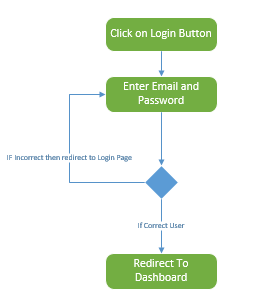 Click on Login Button
Enter Email and
Password
IF Incorrect then redirect to Login Page
If Correct User
Redirect To
Dashboard